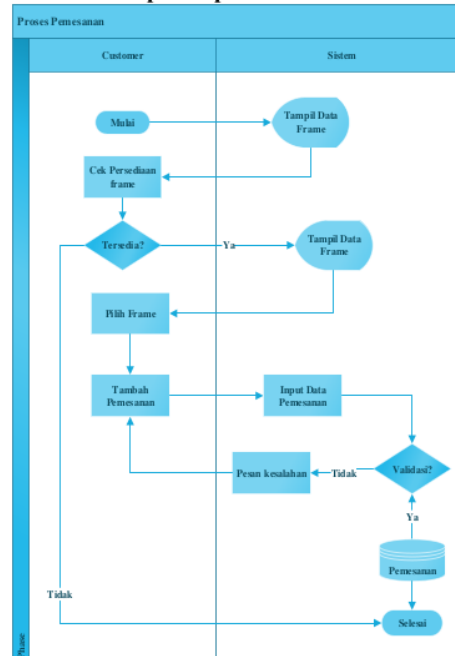 Proses Pemesanan
Customer
Sistem
Mulai
Tampil Data
Frame
Cek Persediaan
frame
Tersedia?
Ya
Tampil Data
Frame
Pilih Frame
Tambah
Pemesanan
Input Data
Pemesanan
Pesan kesalahan
Tidak
Validasi?
Ya
Pemesanan
Tidak
Selesai
Phase